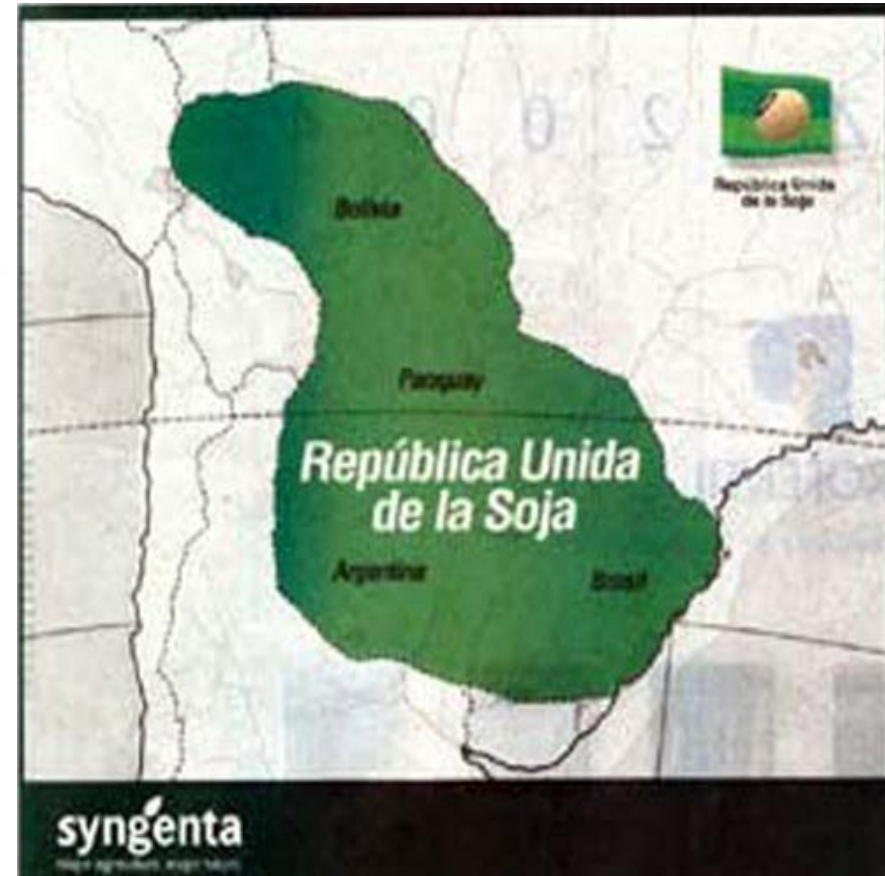 República Unida
de la Soja
Bolivia
Paraguay
República Unida
de la Soja
Argentina
Brasil
syngenta